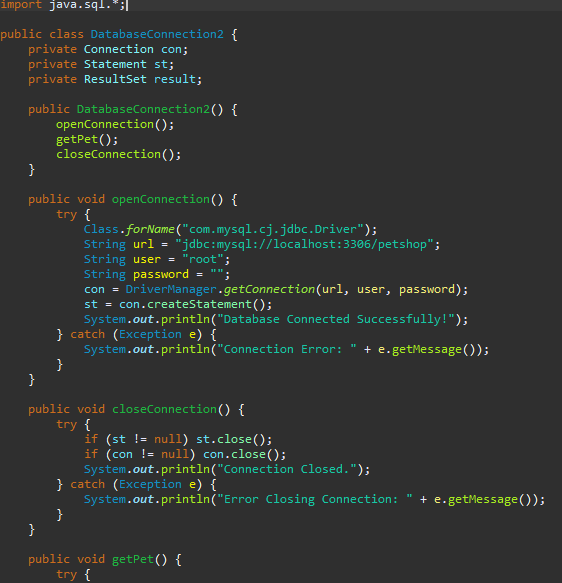 import java.sql.*;
public class DatabaseConnection2 {
private Connection con;
private Statement st;
private ResultSet result;
public DatabaseConnection2() {
openConnection();
getPet();
closeConnection();
}
public void openConnection() {
try {
Class.forName("com.mysql.cj.jdbc.Driver");
String url = "jdbc:mysql://localhost:3306/petshop";
String user = "root";
String password = "";
con = DriverManager.getConnection(url, user, password);
st = con.createStatement();
System.out.println("Database Connected Successfully!");
} catch (Exception e) {
System.out.println("Connection Error: " + e.getMessage());
}
}
public void closeConnection() {
try {
if (st != null) st.close();
if (con != null) con.close();
System.out.println("Connection Closed.");
} catch (Exception e) {
System.out.println("Error Closing Connection: " + e.getMessage());
}
}
public void getPet() {
try {